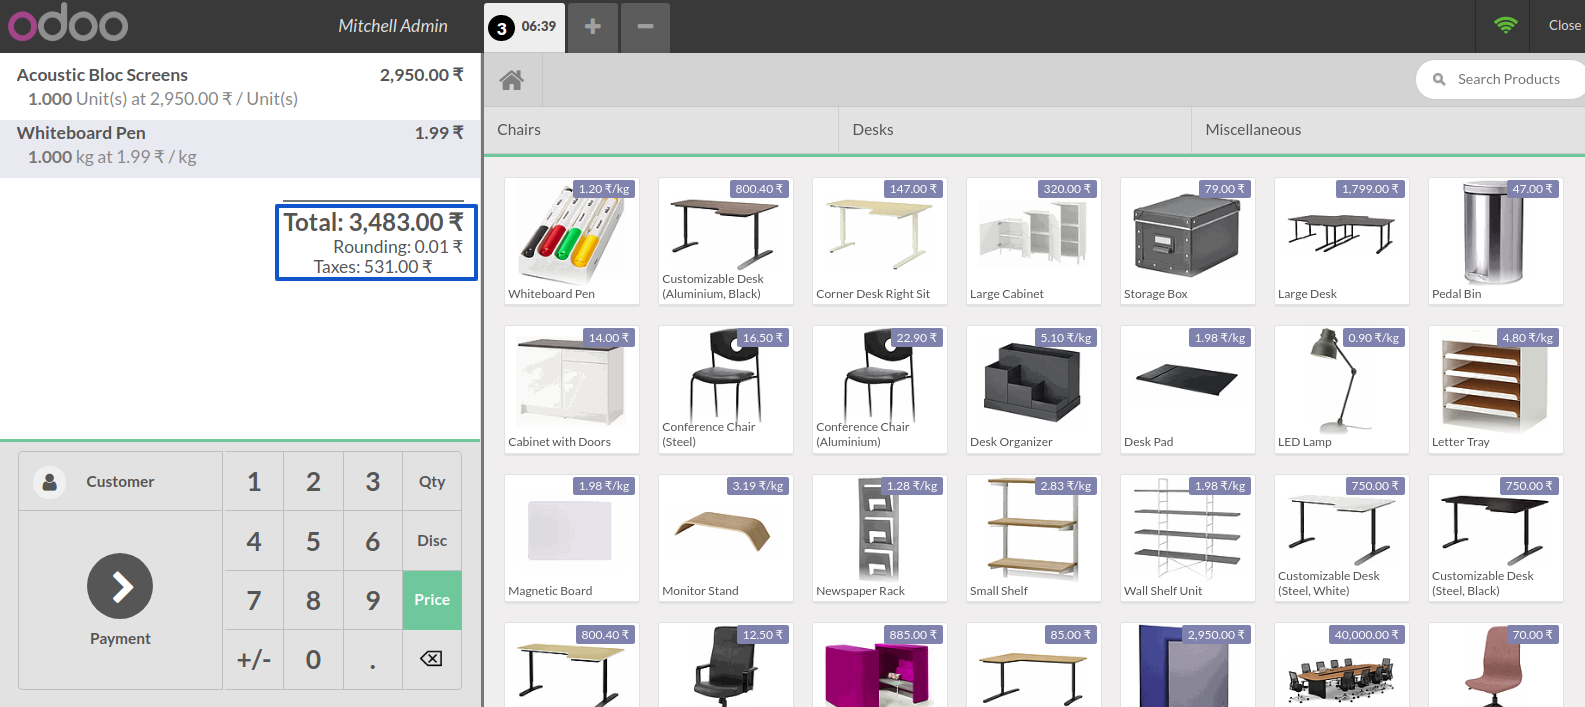 odoo
Mitchell Admin
3 06:39
Close
Acoustic Bloc Screens 2,950.00 ₹
1.000 Unit(s) at 2,950.00 ₹ / Unit(s)
Whiteboard Pen 1.99 ₹
1.000 kg at 1.99 ₹ / kg
Total: 3,483.00 ₹
Rounding: 0.01 ₹
Taxes: 531.00 ₹
Customer
Payment
1 2 3 Qty
4 5 6 Disc
7 8 9 Price
+/- 0 .
Search Products
Chairs Desks Miscellaneous
1.20 ₹/kg
Whiteboard Pen
800.40 ₹
Customizable Desk
(Aluminium, Black)
147.00 ₹
Corner Desk Right Sit
320.00 ₹
Large Cabinet
79.00 ₹
Storage Box
1,799.00 ₹
Large Desk
47.00 ₹
Pedal Bin
14.00 ₹
Cabinet with Doors
16.50 ₹
Conference Chair
(Steel)
22.90 ₹
Conference Chair
(Aluminium)
5.10 ₹/kg
Desk Organizer
1.98 ₹/kg
Desk Pad
0.90 ₹/kg
LED Lamp
4.80 ₹/kg
Letter Tray
1.98 ₹/kg
Magnetic Board
3.19 ₹/kg
Monitor Stand
1.28 ₹/kg
Newspaper Rack
2.83 ₹/kg
Small Shelf
1.98 ₹/kg
Wall Shelf Unit
750.00 ₹
Customizable Desk
(Steel, White)
750.00 ₹
Customizable Desk
(Steel, Black)
800.40 ₹
12.50 ₹
885.00 ₹
85.00 ₹
2,950.00 ₹
40,000.00 ₹
70.00 ₹